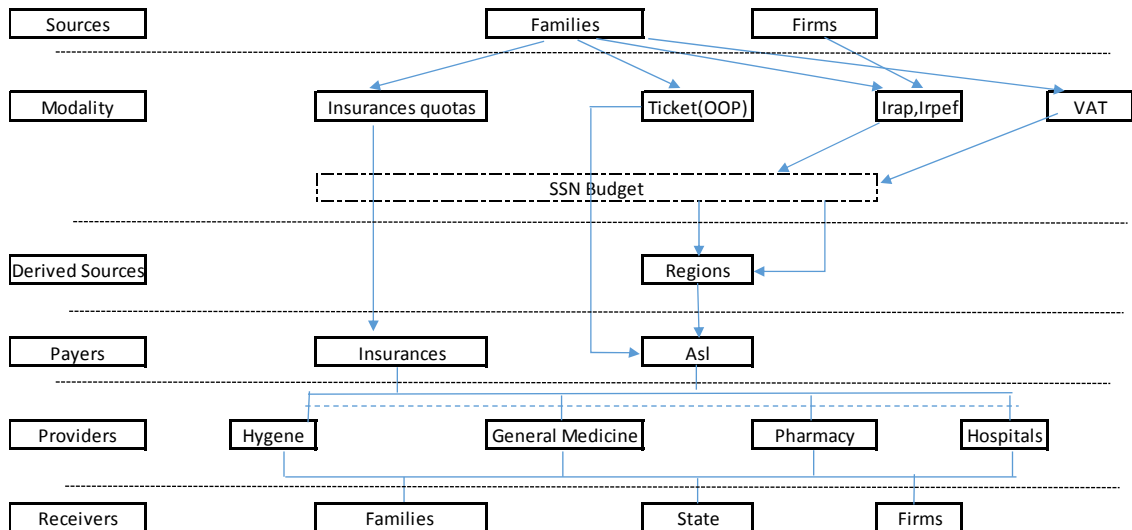 Sources
Families
Firms
Modality
Insurances quotas
Ticket(OOP)
Irap,Irpef
VAT
SSN Budget
Derived Sources
Regions
Payers
Insurances
Asl
Providers
Hygene
General Medicine
Pharmacy
Hospitals
Receivers
Families
State
Firms